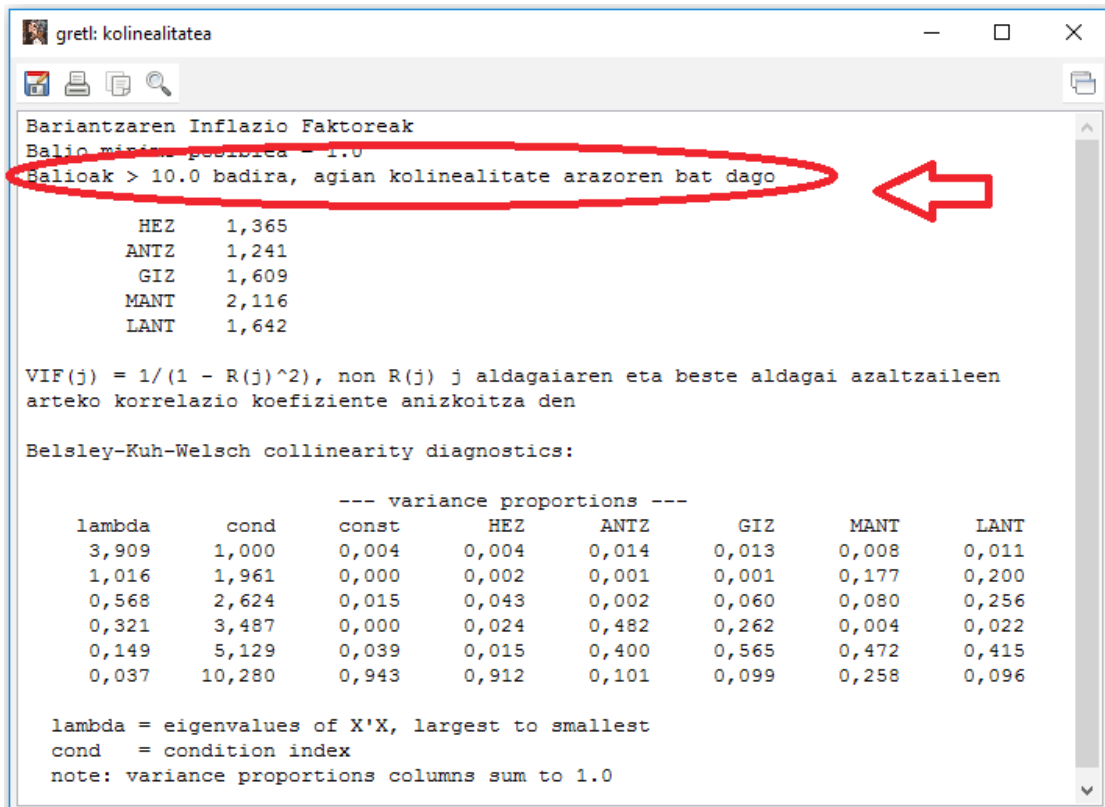 gretl: kolinealitatea
Bariantzaren Inflazio Faktoreak
Balio minimo posiblea = 1.0
Balioak > 10.0 badira, agian kolinealitate arazoren bat dago
HEZ 1,365
ANTZ 1,241
GIZ 1,609
MANT 2,116
LANT 1,642
VIF(j) = 1/(1 - R(j)^2), non R(j) j aldagaiaren eta beste aldagai azaltzaileen
arteko korrelazio koefiziente anizkoitza den
Belsley-Kuh-Welsch collinearity diagnostics:
--- variance proportions ---
lambda cond const HEZ ANTZ GIZ MANT LANT
3,909 1,000 0,004 0,004 0,014 0,013 0,008 0,011
1,016 1,961 0,000 0,002 0,001 0,001 0,177 0,200
0,568 2,624 0,015 0,043 0,002 0,060 0,080 0,256
0,321 3,487 0,000 0,024 0,482 0,262 0,004 0,022
0,149 5,129 0,039 0,015 0,400 0,565 0,472 0,415
0,037 10,280 0,943 0,912 0,101 0,099 0,258 0,096
lambda = eigenvalues of X'X, largest to smallest
cond = condition index
note: variance proportions columns sum to 1.0